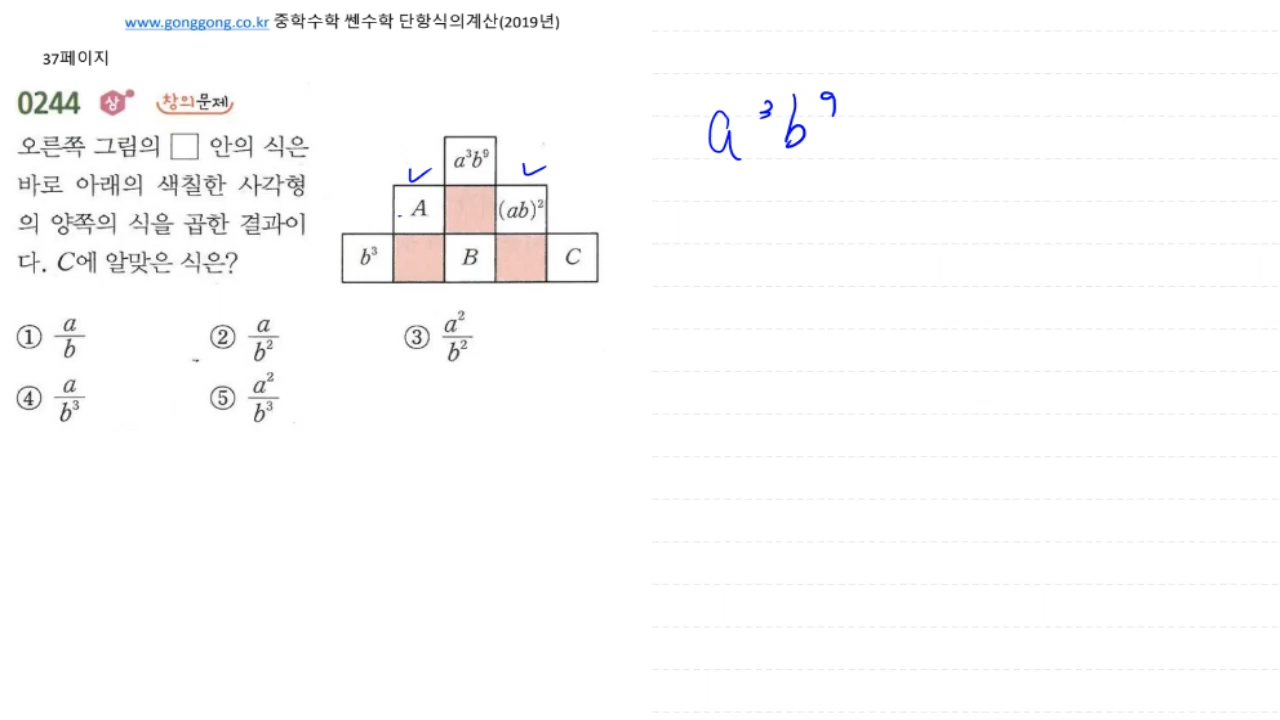 www.gonggong.co.kr 중학수학 쎈수학 단항식의계산(2019년)
37페이지
0244 상 창의문제
오른쪽 그림의 □ 안의 식은
바로 아래의 색칠한 사각형
의 양쪽의 식을 곱한 결과이
다. C에 알맞은 식은?
a³b⁹
A (ab)²
b³ B C
① a/b ② a/b² ③ a²/b²
④ a/b³ ⑤ a²/b³
a³b⁹